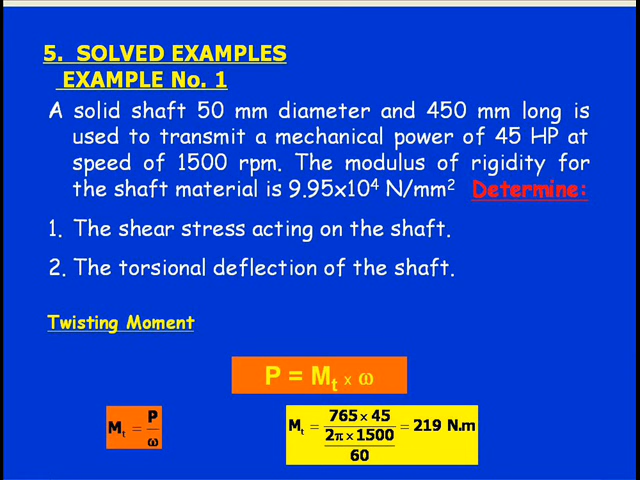 5. SOLVED EXAMPLES
EXAMPLE No. 1
A solid shaft 50 mm diameter and 450 mm long is
used to transmit a mechanical power of 45 HP at
speed of 1500 rpm. The modulus of rigidity for
the shaft material is 9.95x10⁴ N/mm² Determine:
1. The shear stress acting on the shaft.
2. The torsional deflection of the shaft.
Twisting Moment
P = Mₜ x ω
Mₜ = P/ω
Mₜ = (765 × 45)/(2π × 1500/60) = 219 N.m